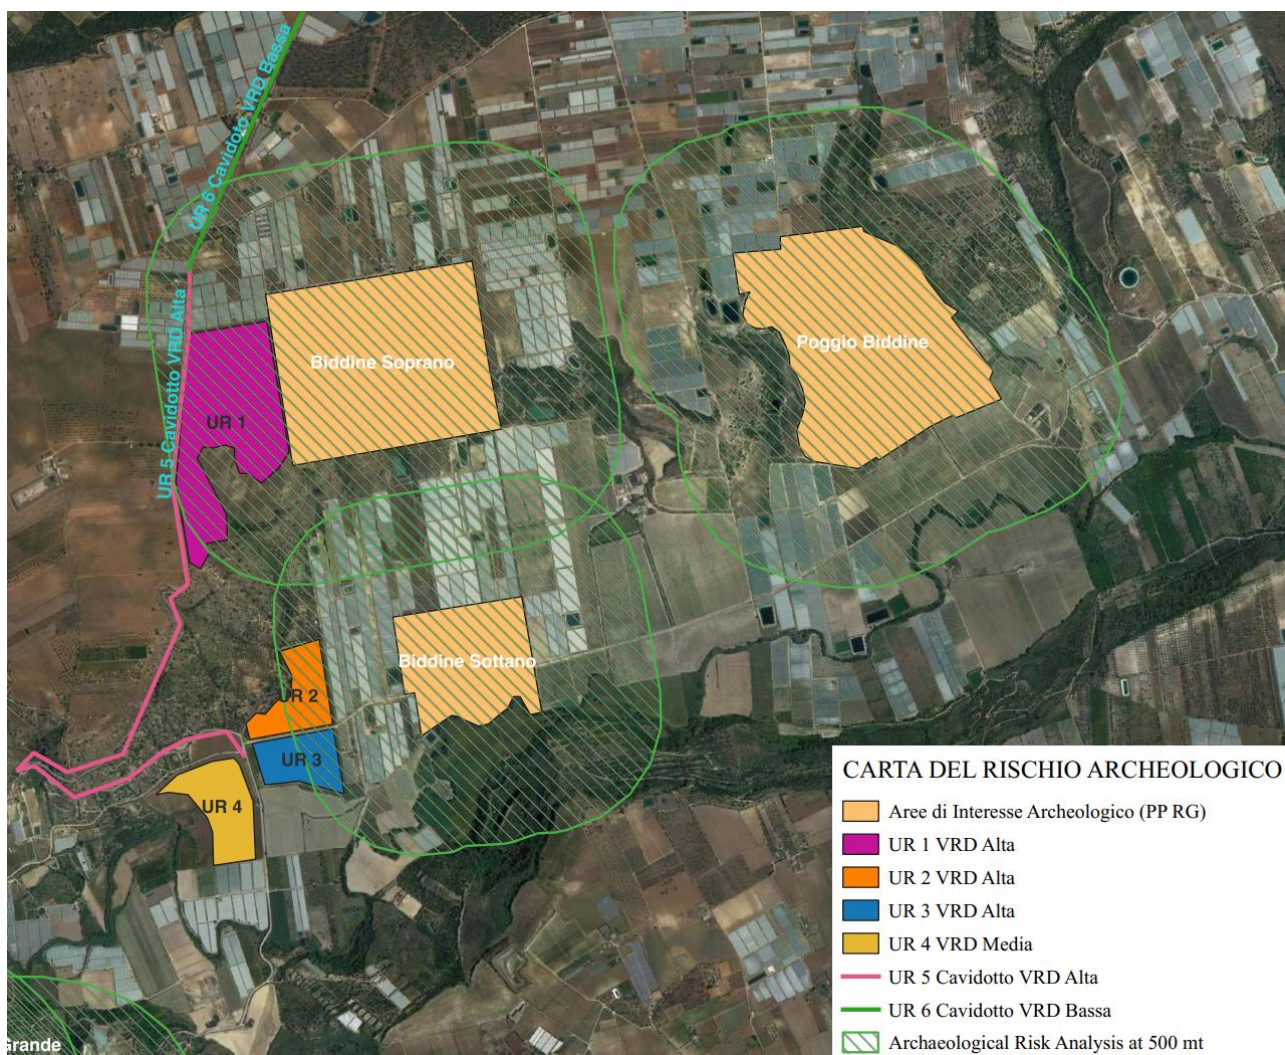 UR 6 Cavidotto VRD Bassa
UR 5 Cavidotto VRD Alta
Biddine Soprano
Poggio Biddine
UR 1
Biddine Sottano
UR 2
UR 3
UR 4
Grande
CARTA DEL RISCHIO ARCHEOLOGICO
Aree di Interesse Archeologico (PP RG)
UR 1 VRD Alta
UR 2 VRD Alta
UR 3 VRD Alta
UR 4 VRD Media
UR 5 Cavidotto VRD Alta
UR 6 Cavidotto VRD Bassa
Archaeological Risk Analysis at 500 mt